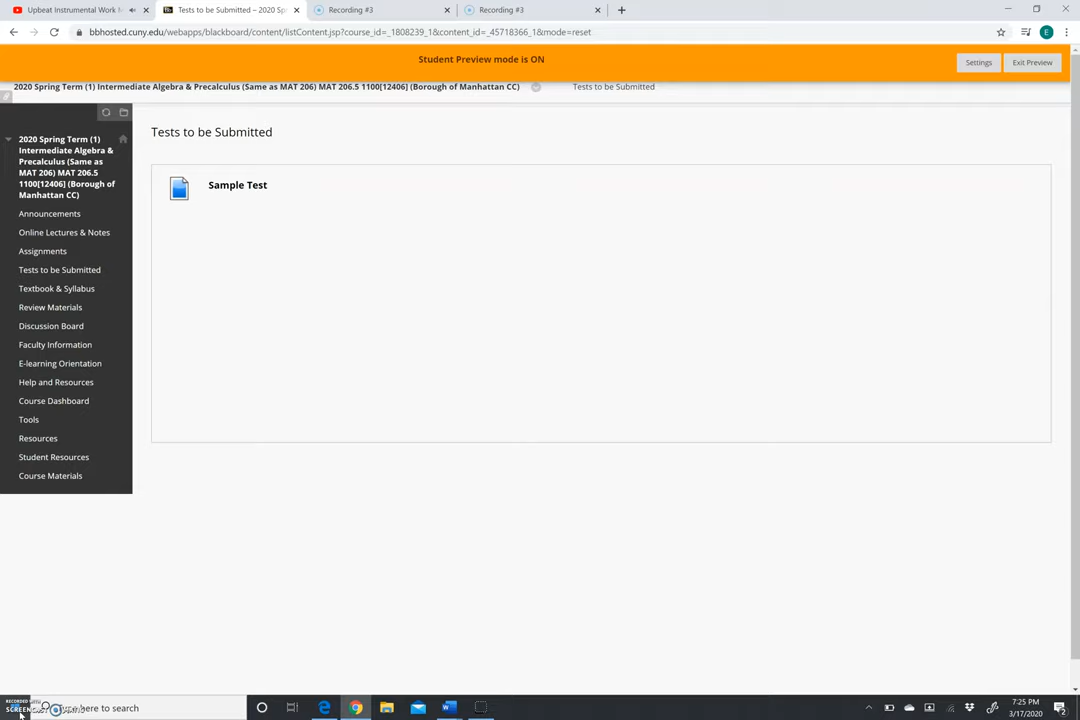 Upbeat Instrumental Work M
Tests to be Submitted – 2020 Sp
Recording #3
Recording #3
bbhosted.cuny.edu/webapps/blackboard/content/listContent.jsp?course_id=_1808239_1&content_id=_45718366_1&mode=reset
E
Student Preview mode is ON
Settings
Exit Preview
2020 Spring Term (1) Intermediate Algebra & Precalculus (Same as MAT 206) MAT 206.5 1100[12406] (Borough of Manhattan CC)
Tests to be Submitted
2020 Spring Term (1)
Intermediate Algebra &
Precalculus (Same as
MAT 206) MAT 206.5
1100[12406] (Borough of
Manhattan CC)
Announcements
Online Lectures & Notes
Assignments
Tests to be Submitted
Textbook & Syllabus
Review Materials
Discussion Board
Faculty Information
E-learning Orientation
Help and Resources
Course Dashboard
Tools
Resources
Student Resources
Course Materials
Tests to be Submitted
Sample Test
RECORDED WITH
here to search
7:25 PM
3/17/2020
2